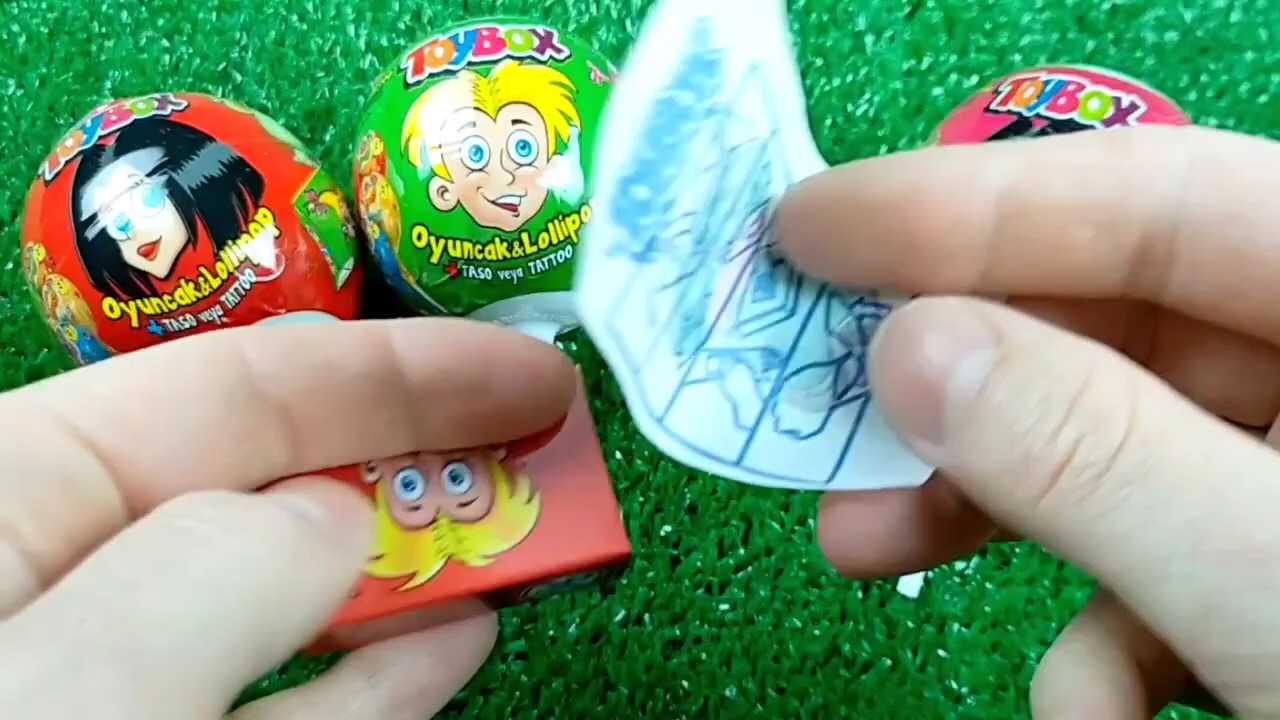 TOYBOX
Oyuncak&Lollipop
+TASO veya TATTOO
TOYBOX
Oyuncak&Lollipo
+TASO veya TATTOO
TOYBOX